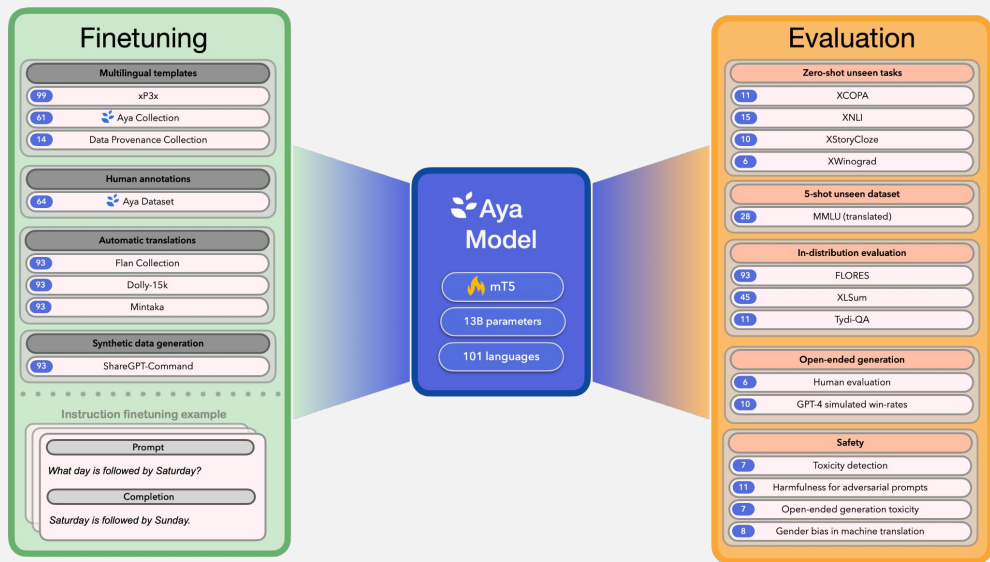 Finetuning
Multilingual templates
99 xP3x
61 Aya Collection
14 Data Provenance Collection
Human annotations
64 Aya Dataset
Automatic translations
93 Flan Collection
93 Dolly-15k
93 Mintaka
Synthetic data generation
93 ShareGPT-Command
Instruction finetuning example
Prompt
What day is followed by Saturday?
Completion
Saturday is followed by Sunday.
Aya
Model
mT5
13B parameters
101 languages
Evaluation
Zero-shot unseen tasks
11 XCOPA
15 XNLI
10 XStoryCloze
6 XWinograd
5-shot unseen dataset
28 MMLU (translated)
In-distribution evaluation
93 FLORES
45 XLSum
11 Tydi-QA
Open-ended generation
6 Human evaluation
10 GPT-4 simulated win-rates
Safety
7 Toxicity detection
11 Harmfulness for adversarial prompts
7 Open-ended generation toxicity
8 Gender bias in machine translation